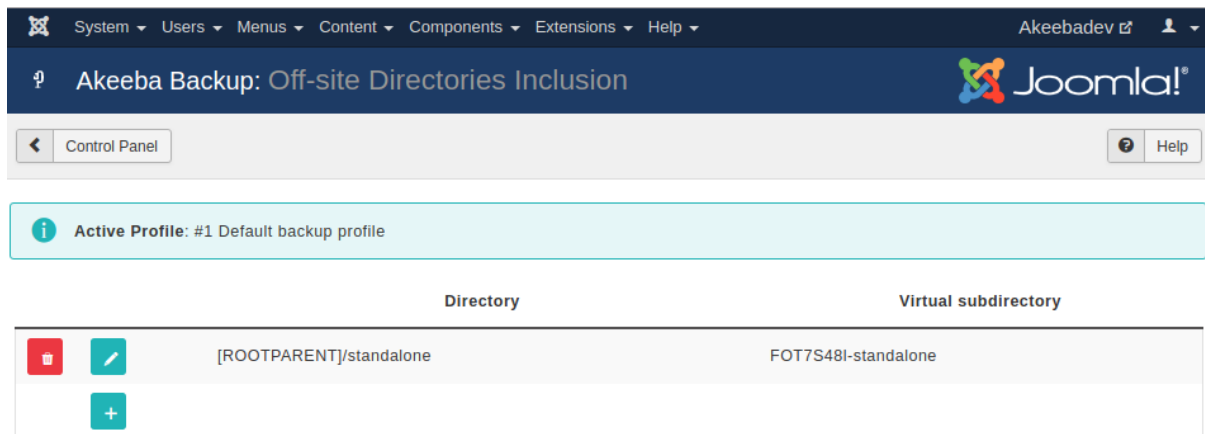 System Users Menus Content Components Extensions Help Akeebadev
Akeeba Backup: Off-site Directories Inclusion Joomla!®
Control Panel Help
Active Profile: #1 Default backup profile
Directory Virtual subdirectory
[ROOTPARENT]/standalone FOT7S48I-standalone